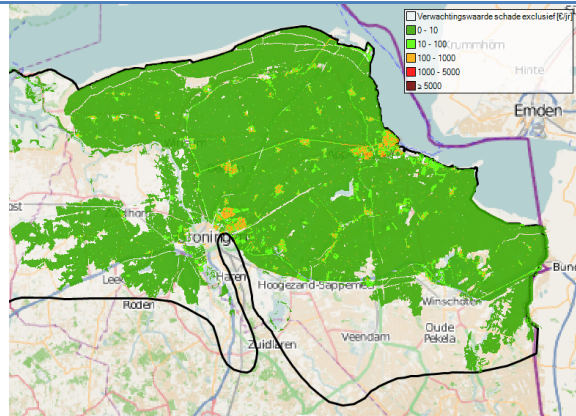 Verwachtingswaarde schade exclusief [€/jr]
0 - 10
10 - 100
100 - 1000
1000 - 5000
≥ 5000
Krummhörn
Hinte
Emden
Haren
Leek
Hoogezand-Sappemeer
Roden
Winschoten
Oude
Pekela
Veendam
Zuidlaren